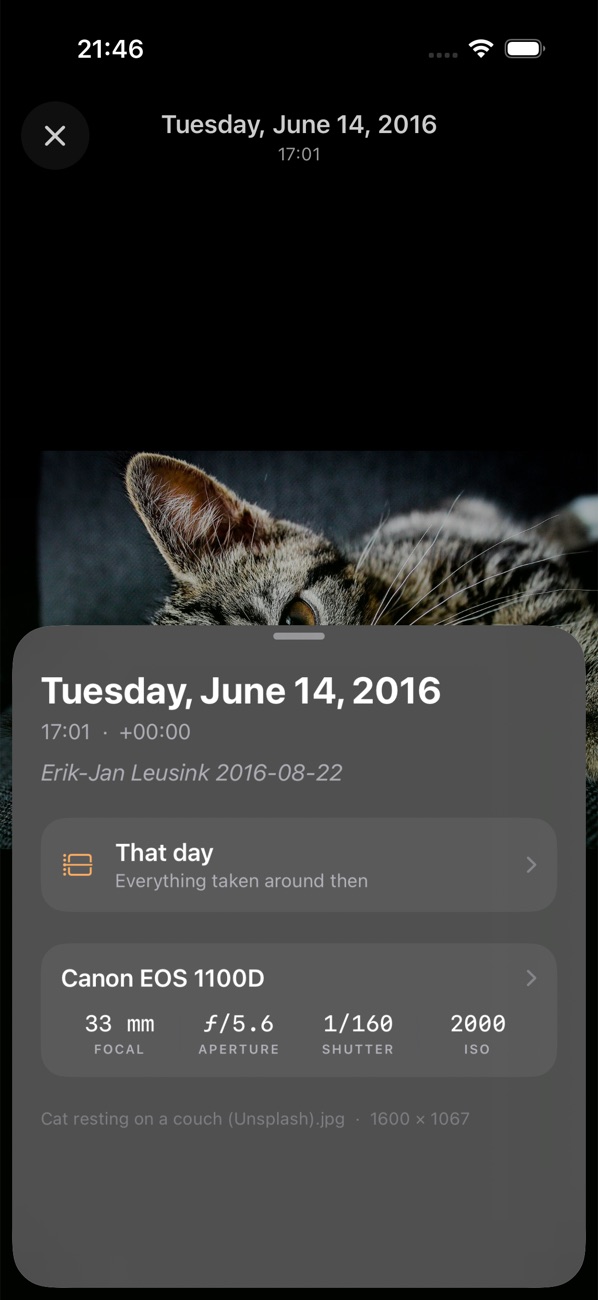 21:46
Tuesday, June 14, 2016
17:01
Tuesday, June 14, 2016
17:01 · +00:00
Erik-Jan Leusink 2016-08-22
That day
Everything taken around then
Canon EOS 1100D
33 mm ƒ/5.6 1/160 2000
FOCAL APERTURE SHUTTER ISO
Cat resting on a couch (Unsplash).jpg · 1600 × 1067